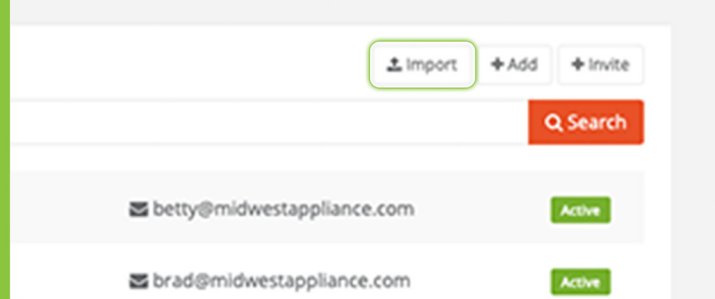 Import + Add + Invite
Search
betty@midwestappliance.com Active
brad@midwestappliance.com Active